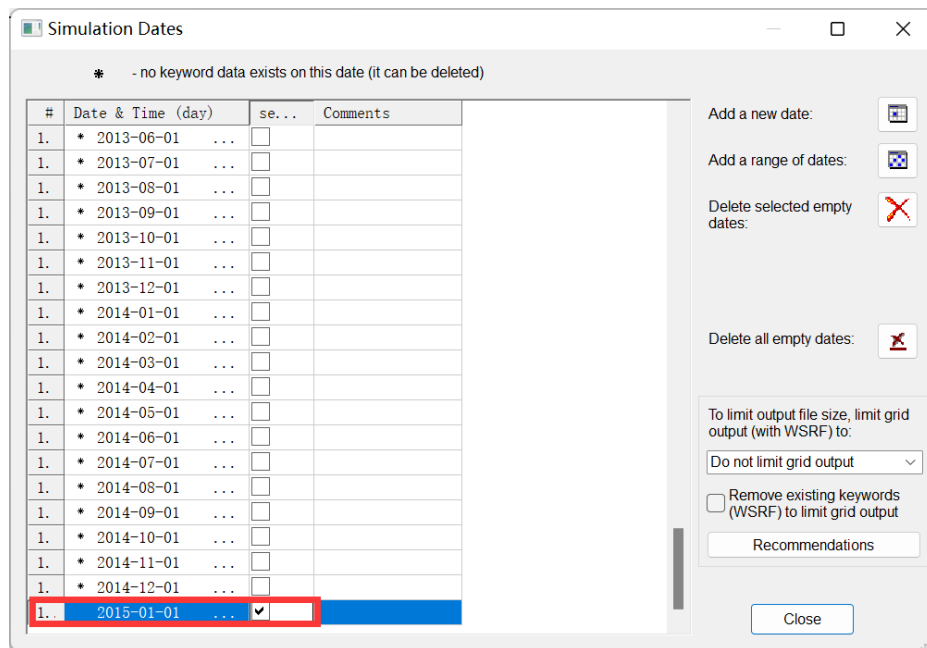 Simulation Dates
* - no keyword data exists on this date (it can be deleted)
# Date & Time (day) se... Comments
1. * 2013-06-01 ...
1. * 2013-07-01 ...
1. * 2013-08-01 ...
1. * 2013-09-01 ...
1. * 2013-10-01 ...
1. * 2013-11-01 ...
1. * 2013-12-01 ...
1. * 2014-01-01 ...
1. * 2014-02-01 ...
1. * 2014-03-01 ...
1. * 2014-04-01 ...
1. * 2014-05-01 ...
1. * 2014-06-01 ...
1. * 2014-07-01 ...
1. * 2014-08-01 ...
1. * 2014-09-01 ...
1. * 2014-10-01 ...
1. * 2014-11-01 ...
1. * 2014-12-01 ...
1.. 2015-01-01 ...
Add a new date:
Add a range of dates:
Delete selected empty
dates:
Delete all empty dates:
To limit output file size, limit grid
output (with WSRF) to:
Do not limit grid output
Remove existing keywords
(WSRF) to limit grid output
Recommendations
Close